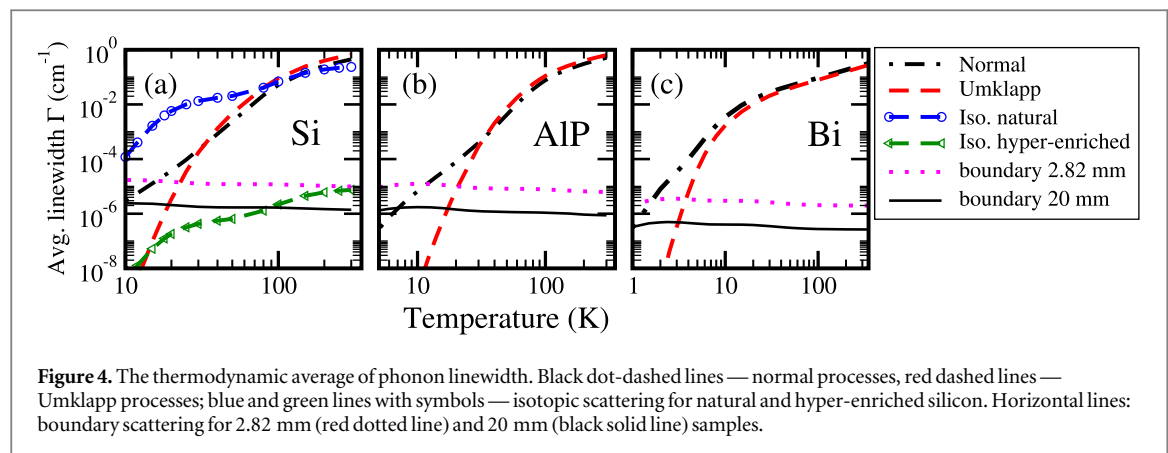 Avg. linewidth Γ (cm⁻¹)
10⁰
10⁻²
10⁻⁴
10⁻⁶
10⁻⁸
(a)
Si
10
100
(b)
AlP
10
100
(c)
Bi
1
10
100
Temperature (K)
Normal
Umklapp
Iso. natural
Iso. hyper-enriched
boundary 2.82 mm
boundary 20 mm
Figure 4. The thermodynamic average of phonon linewidth. Black dot-dashed lines — normal processes, red dashed lines —
Umklapp processes; blue and green lines with symbols — isotopic scattering for natural and hyper-enriched silicon. Horizontal lines:
boundary scattering for 2.82 mm (red dotted line) and 20 mm (black solid line) samples.